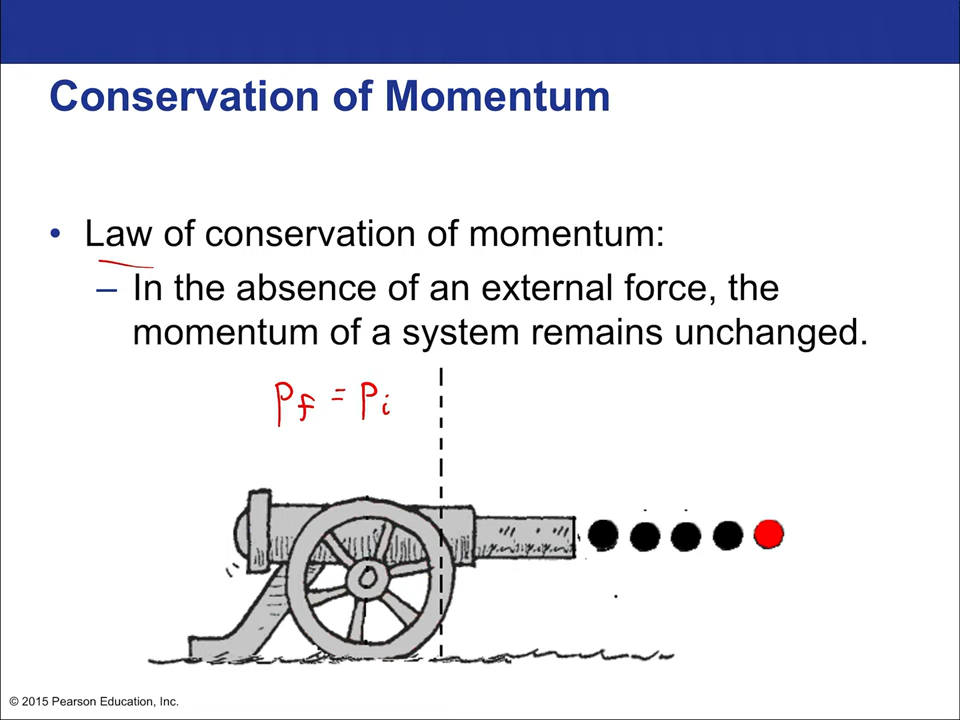 Conservation of Momentum
• Law of conservation of momentum:
– In the absence of an external force, the
momentum of a system remains unchanged.
pf = pi
© 2015 Pearson Education, Inc.